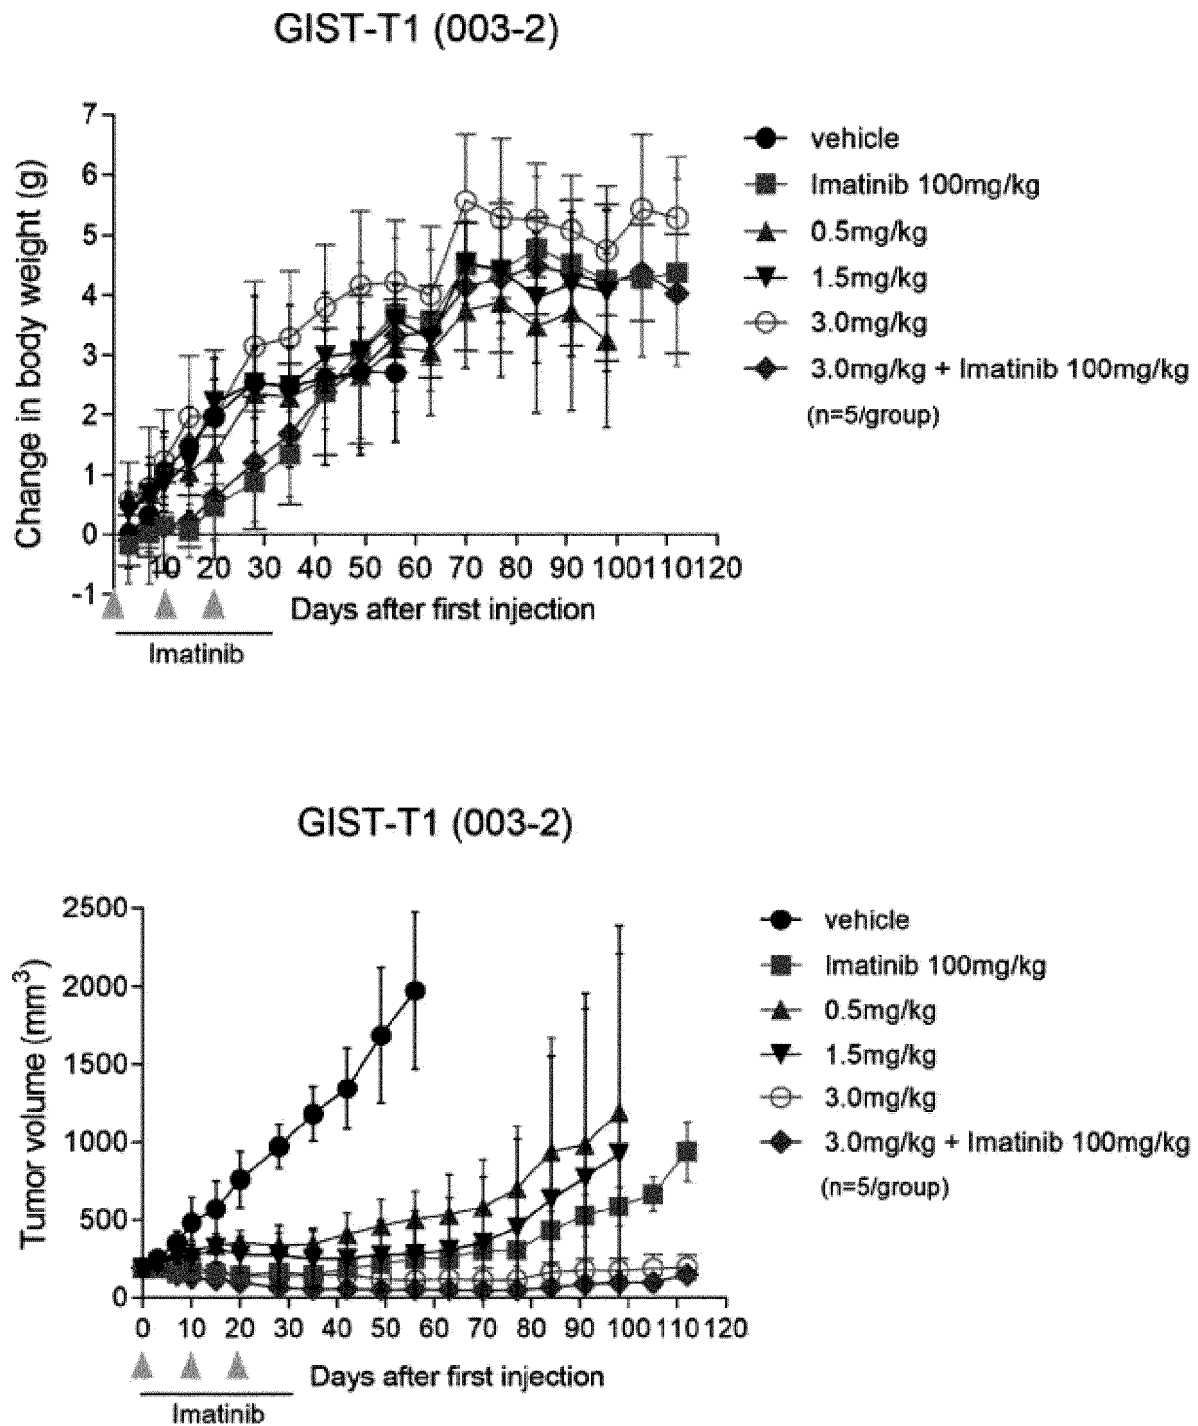 GIST-T1 (003-2)
7
6
5
4
3
2
1
0
-1
Change in body weight (g)
10 20 30 40 50 60 70 80 90 100 110 120
Days after first injection
Imatinib
vehicle
Imatinib 100mg/kg
0.5mg/kg
1.5mg/kg
3.0mg/kg
3.0mg/kg + Imatinib 100mg/kg
(n=5/group)
GIST-T1 (003-2)
2500
2000
1500
1000
500
0
Tumor volume (mm³)
0 10 20 30 40 50 60 70 80 90 100 110 120
Days after first injection
Imatinib
vehicle
Imatinib 100mg/kg
0.5mg/kg
1.5mg/kg
3.0mg/kg
3.0mg/kg + Imatinib 100mg/kg
(n=5/group)